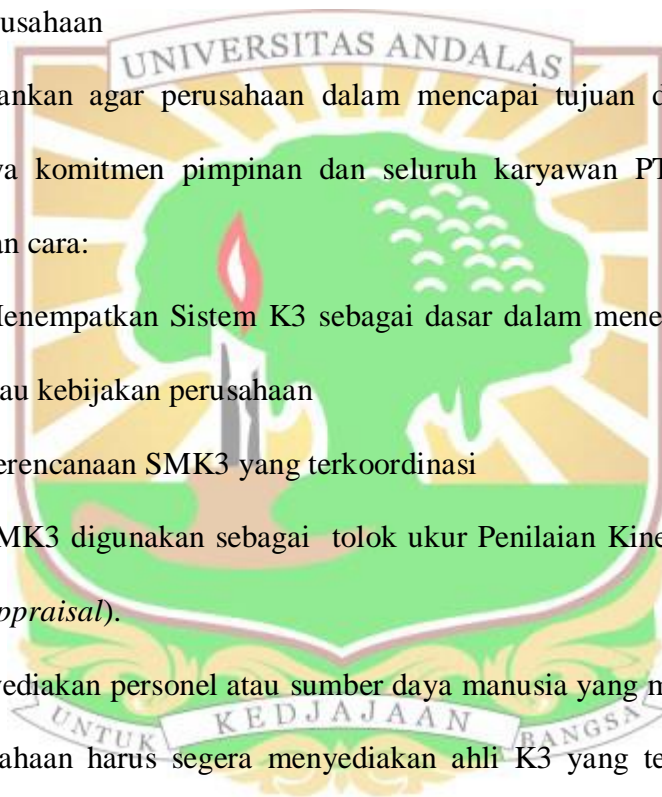 usahaan
UNIVERSITAS ANDALAS
ankan agar perusahaan dalam mencapai tujuan d
va komitmen pimpinan dan seluruh karyawan PT
an cara:
Menempatkan Sistem K3 sebagai dasar dalam mene
au kebijakan perusahaan
erencanaan SMK3 yang terkoordinasi
MK3 digunakan sebagai tolok ukur Penilaian Kine
ppraisal).
yediakan personel atau sumber daya manusia yang m
UNTUK KEDJAJAAN BANGSA
ahaan harus segera menyediakan ahli K3 yang te